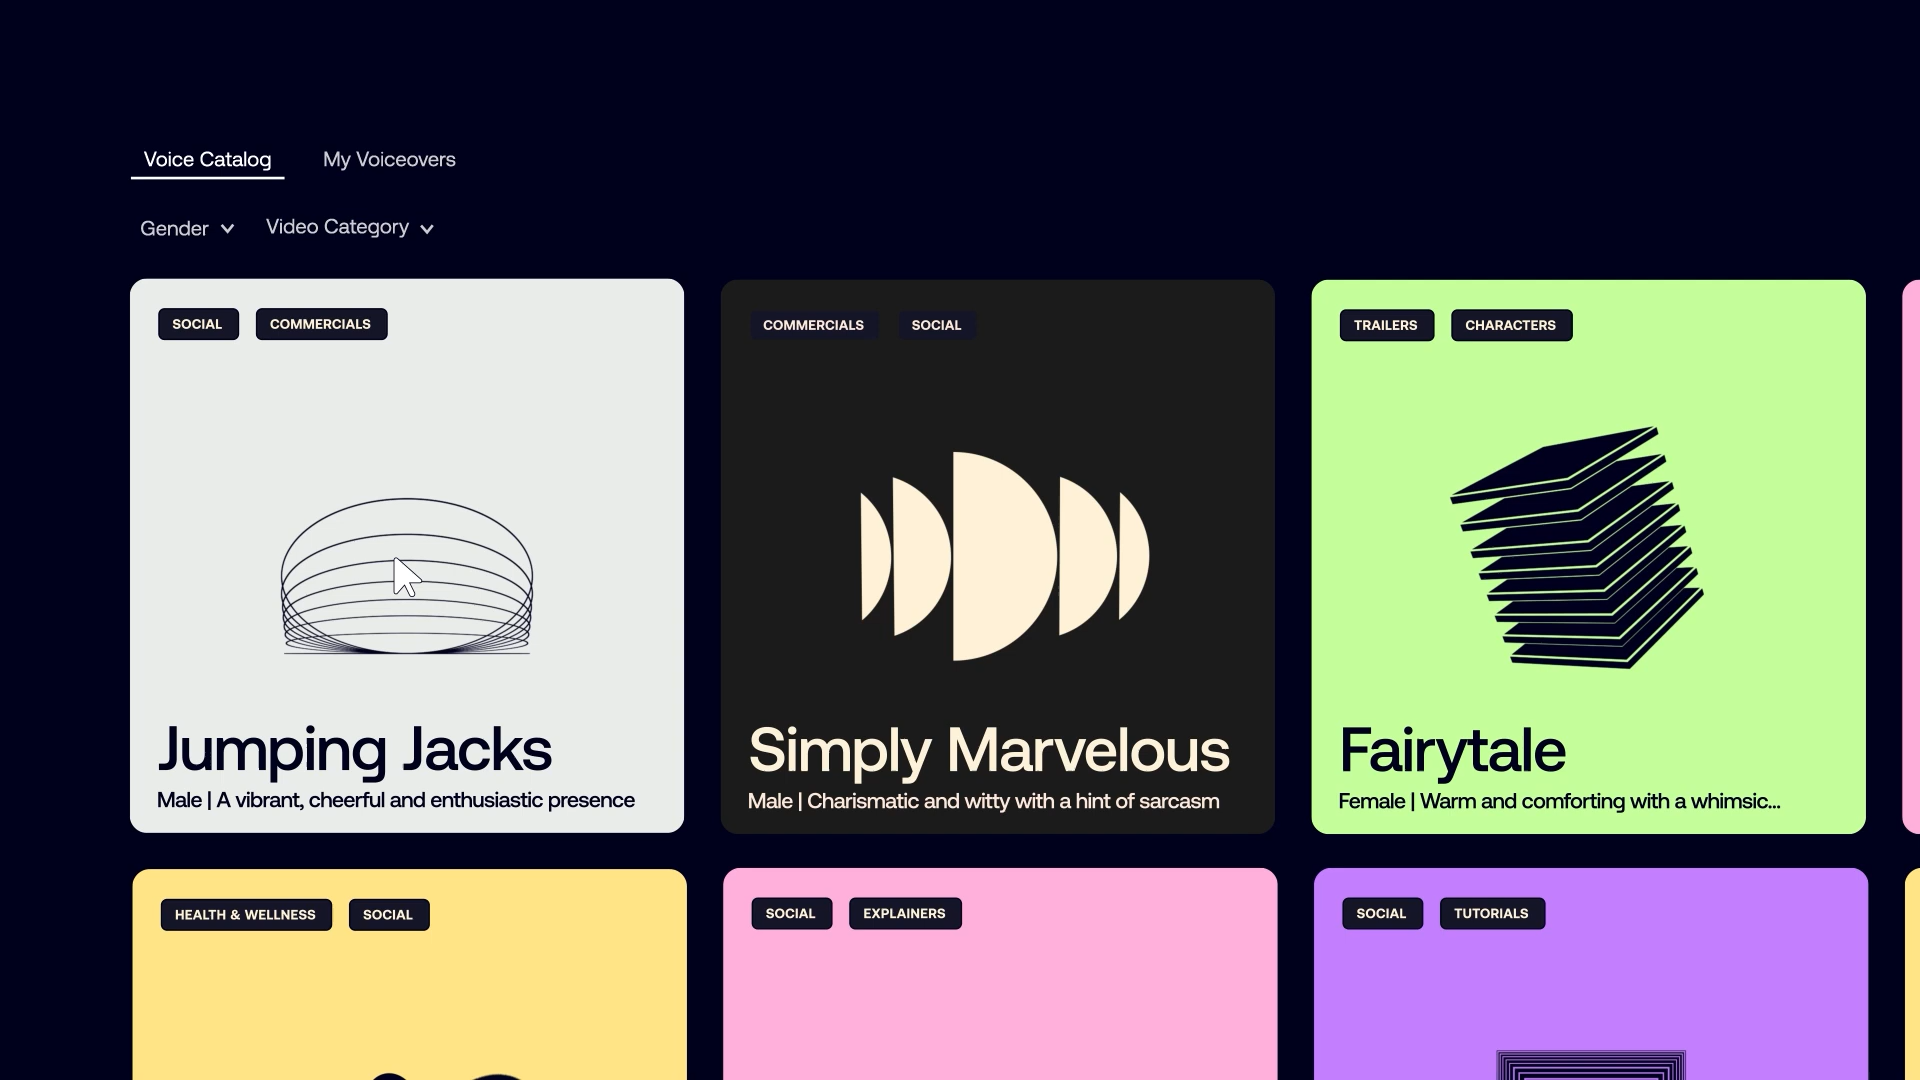 Voice Catalog
My Voiceovers
Gender
Video Category
SOCIAL
COMMERCIALS
Jumping Jacks
Male | A vibrant, cheerful and enthusiastic presence
COMMERCIALS
SOCIAL
Simply Marvelous
Male | Charismatic and witty with a hint of sarcasm
TRAILERS
CHARACTERS
Fairytale
Female | Warm and comforting with a whimsic...
HEALTH & WELLNESS
SOCIAL
SOCIAL
EXPLAINERS
SOCIAL
TUTORIALS